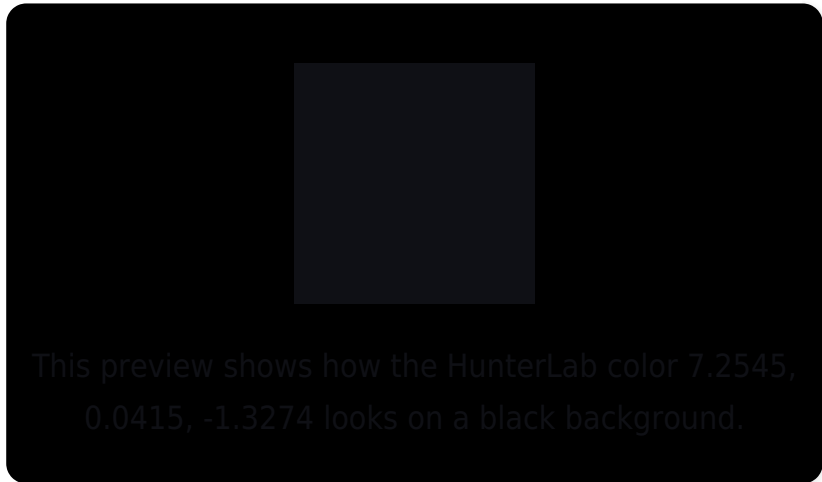 This preview shows how the HunterLab color 7.2545,
0.0415, -1.3274 looks on a black background.